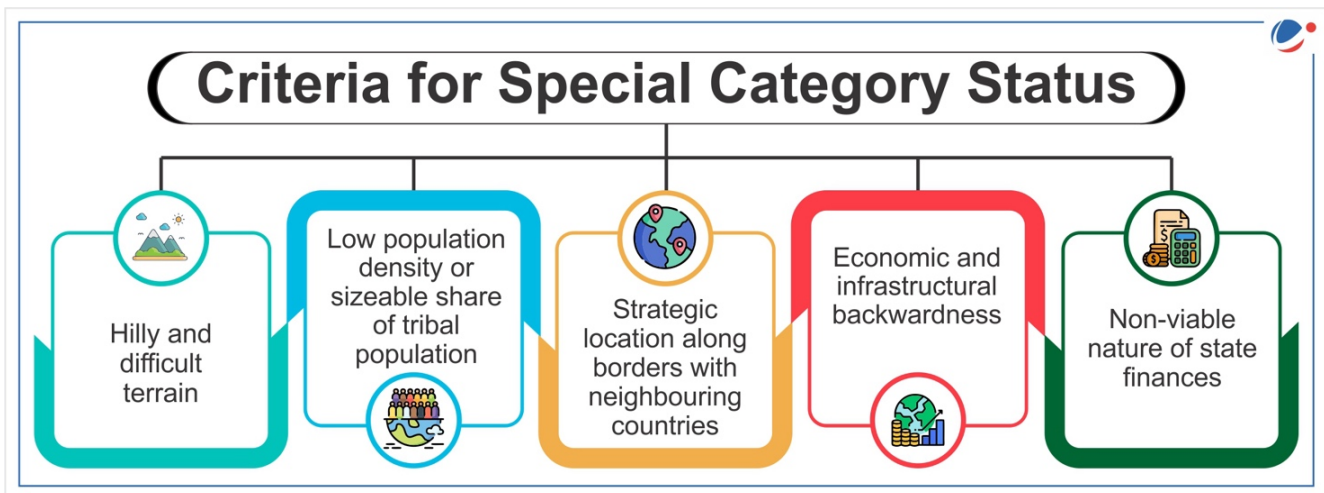 Criteria for Special Category Status
Hilly and
difficult
terrain
Low population
density or
sizeable share
of tribal
population
Strategic
location along
borders with
neighbouring
countries
Economic and
infrastructural
backwardness
Non-viable
nature of state
finances